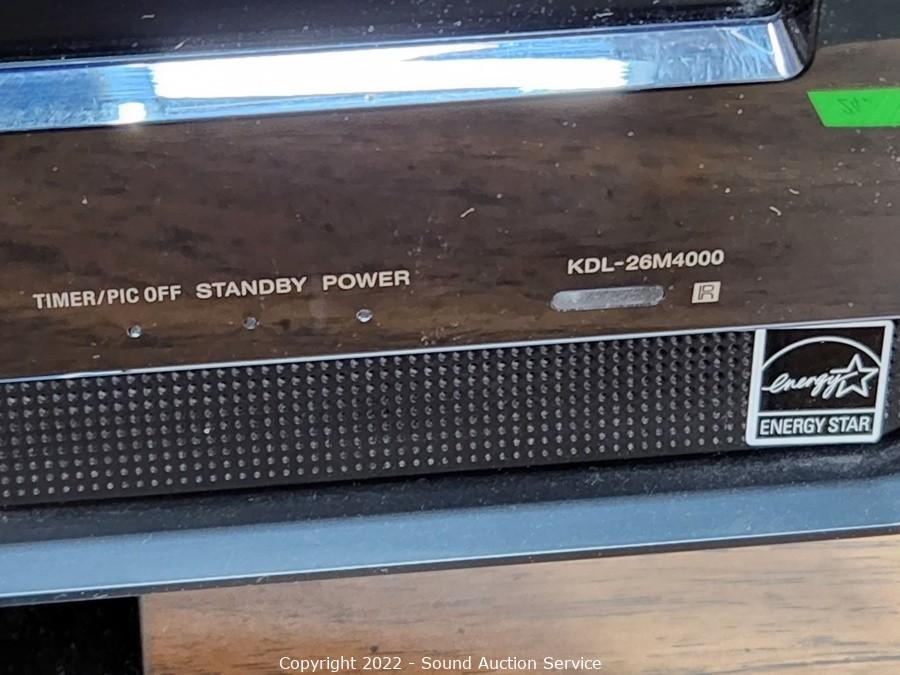 KDL-26M4000
TIMER/PIC OFF STANDBY POWER
R
energy
ENERGY STAR
Copyright 2022 - Sound Auction Service